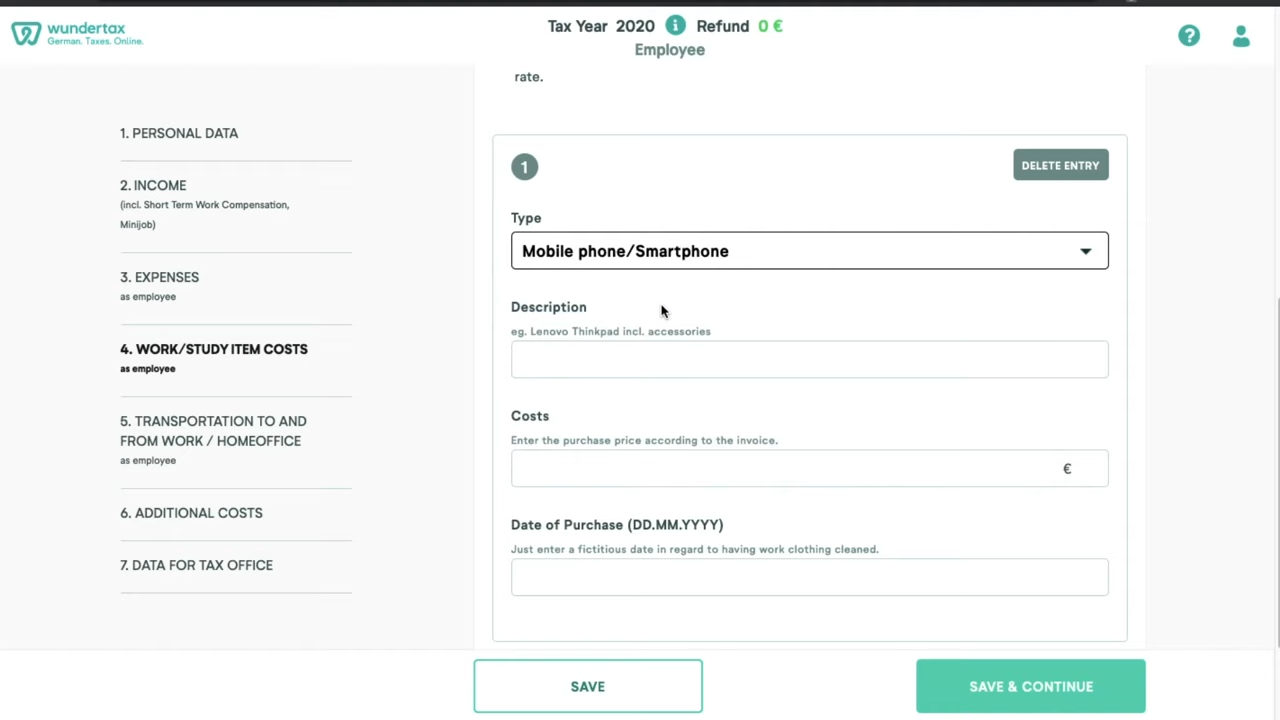 wundertax
German. Taxes. Online.
Tax Year 2020 i Refund 0 €
Employee
?
rate.
1. PERSONAL DATA
2. INCOME
(incl. Short Term Work Compensation,
Minijob)
3. EXPENSES
as employee
4. WORK/STUDY ITEM COSTS
as employee
5. TRANSPORTATION TO AND
FROM WORK / HOMEOFFICE
as employee
6. ADDITIONAL COSTS
7. DATA FOR TAX OFFICE
1
DELETE ENTRY
Type
Mobile phone/Smartphone
Description
eg. Lenovo Thinkpad incl. accessories
Costs
Enter the purchase price according to the invoice.
€
Date of Purchase (DD.MM.YYYY)
Just enter a fictitious date in regard to having work clothing cleaned.
SAVE
SAVE & CONTINUE